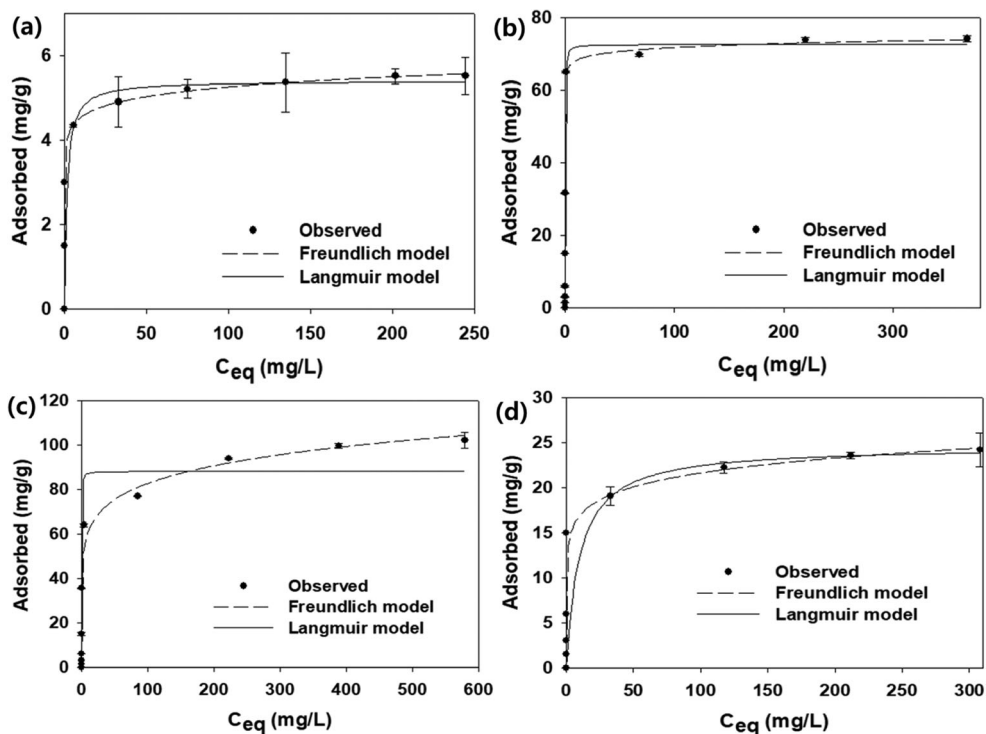 (a)
Adsorbed (mg/g)
6
4
2
0
Observed
Freundlich model
Langmuir model
0 50 100 150 200 250
Ceq (mg/L)
(b)
Adsorbed (mg/g)
80
60
40
20
0
Observed
Freundlich model
Langmuir model
0 100 200 300
Ceq (mg/L)
(c)
Adsorbed (mg/g)
120
100
80
60
40
20
0
Observed
Freundlich model
Langmuir model
0 100 200 300 400 500 600
Ceq (mg/L)
(d)
Adsorbed (mg/g)
30
25
20
15
10
5
0
Observed
Freundlich model
Langmuir model
0 50 100 150 200 250 300
Ceq (mg/L)